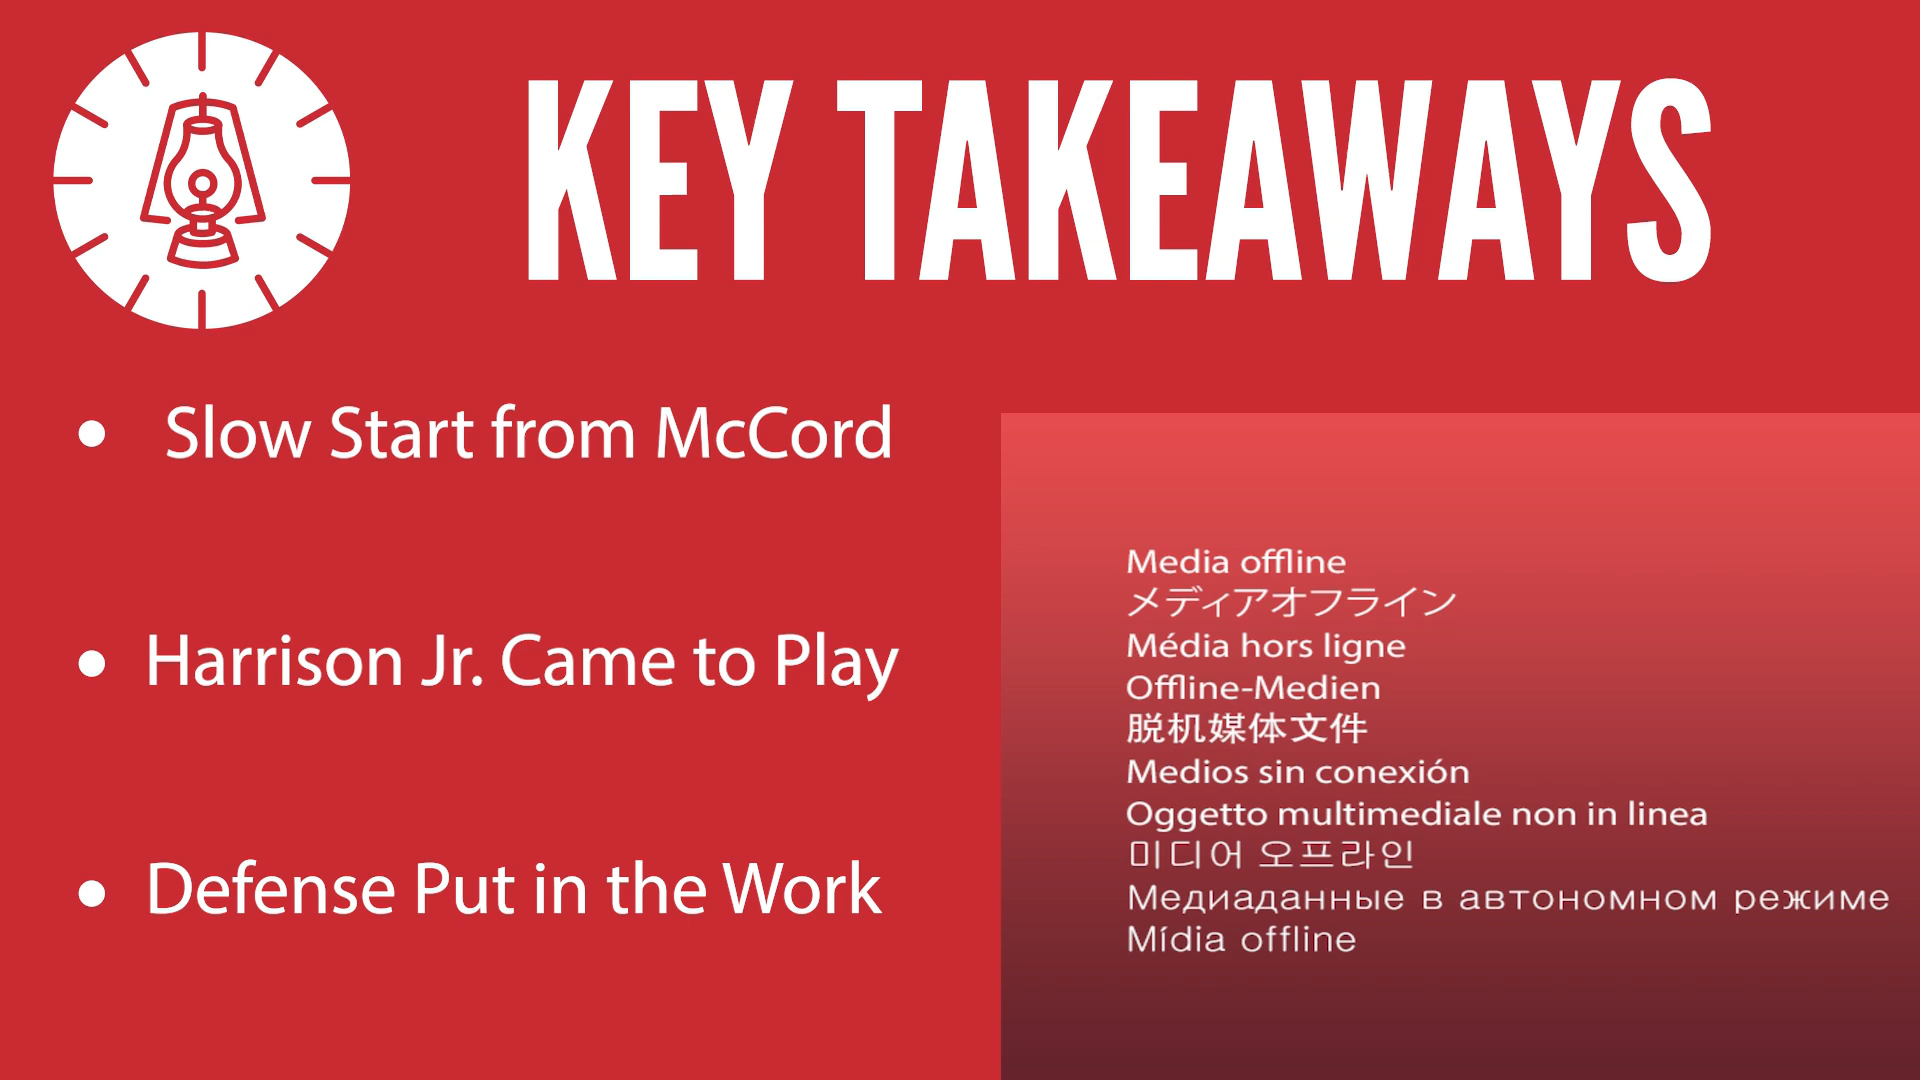 KEY TAKEAWAYS
• Slow Start from McCord
• Harrison Jr. Came to Play
• Defense Put in the Work
Media offline
メディアオフライン
Média hors ligne
Offline-Medien
脱机媒体文件
Medios sin conexión
Oggetto multimediale non in linea
미디어 오프라인
Медиаданные в автономном режиме
Mídia offline